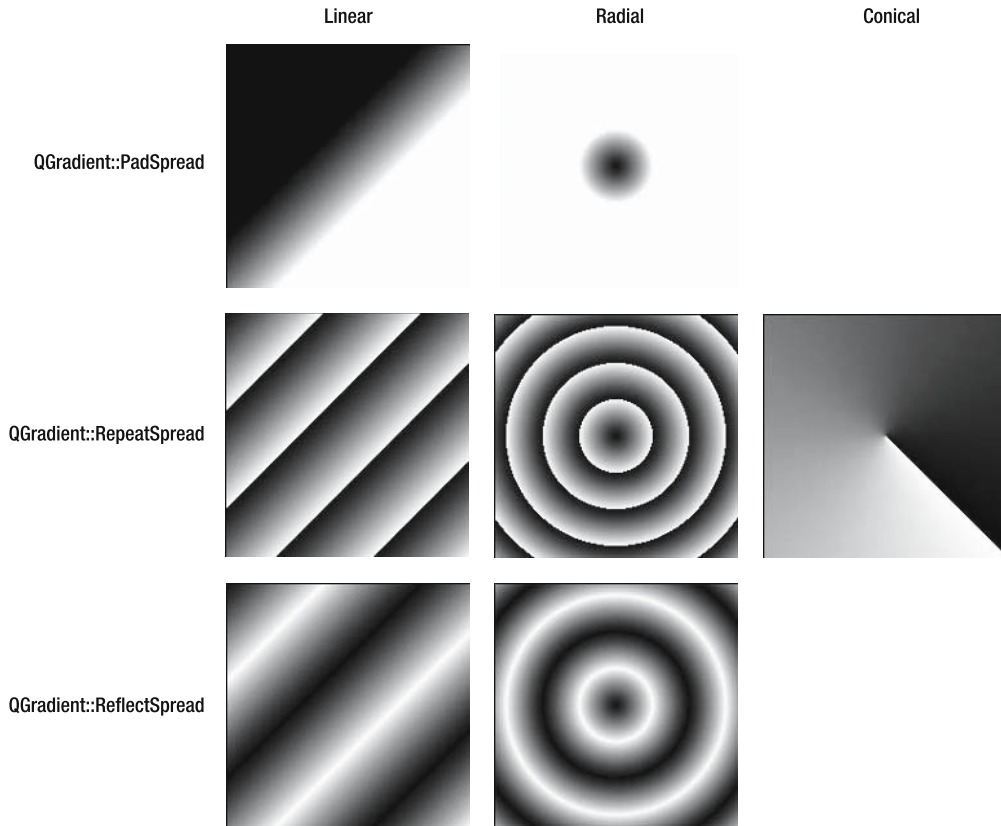 Linear
Radial
Conical
QGradient::PadSpread
QGradient::RepeatSpread
QGradient::ReflectSpread